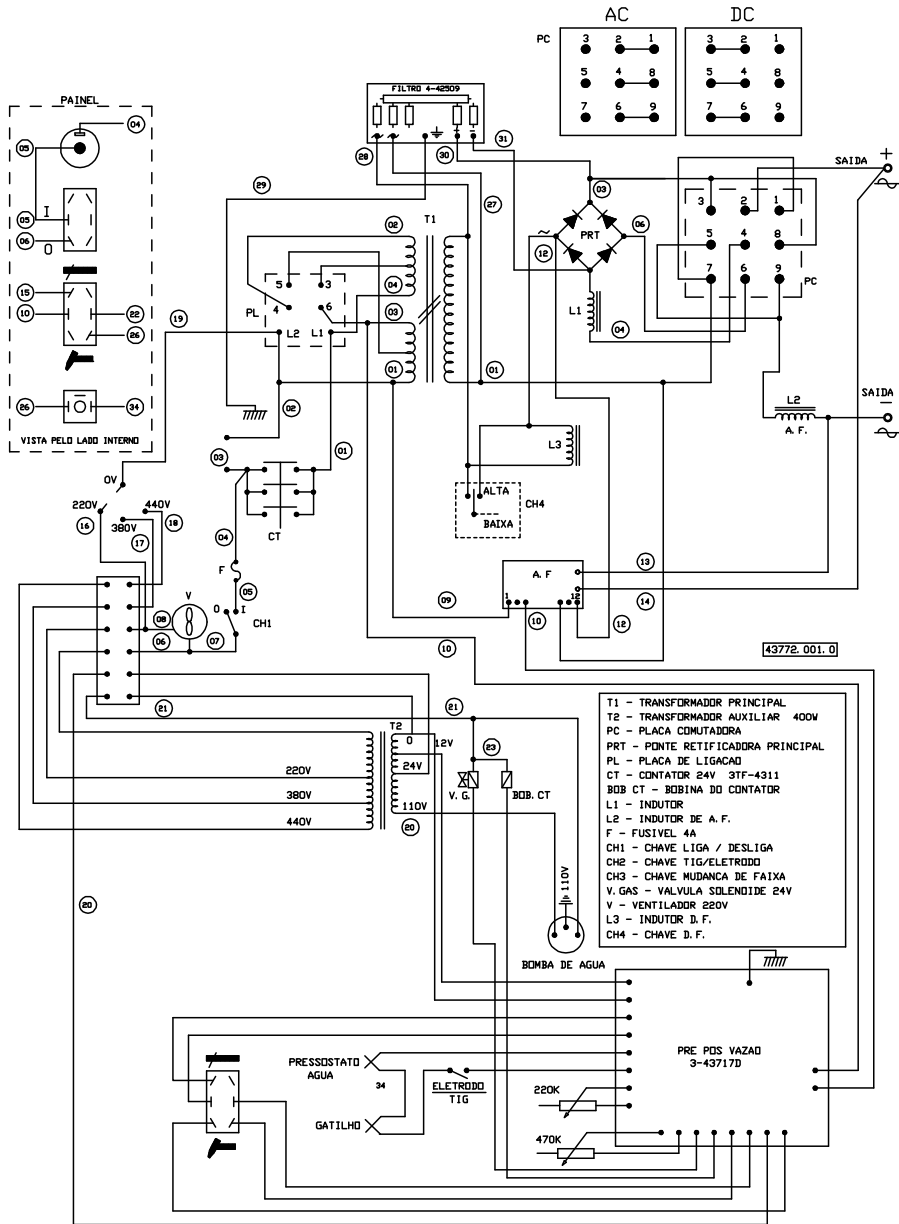 AC
DC
PC
3 2 1
5 4 8
7 6 9
3 2 1
5 4 8
7 6 9
PAINEL
04
05
I
05
06
O
15
10
22
26
26
34
VISTA PELO LADO INTERNO
FILTRO 4-42509
28
30
31
29
27
02
T1
03
~
12
PRT
06
3 2 1
5 4 8
7 6 9
PC
SAIDA
+
5 3
4 6
PL
04
03
L2 L1
19
01
01
02
L1
04
L2
A.F.
SAIDA
-
03
01
CT
04
F
05
O I
CH1
L3
ALTA
BAIXA
CH4
0V
220V
440V
380V
16
17
18
V
08
06
07
A.F
1
12
09
10
10
12
13
14
43772.001.0
21
21
T2
0
12V
24V
110V
20
220V
380V
440V
23
V.G.
BOB.CT
110V
BOMBA DE AGUA
20
T1 - TRANSFORMADOR PRINCIPAL
T2 - TRANSFORMADOR AUXILIAR 400W
PC - PLACA COMUTADORA
PRT - PONTE RETIFICADORA PRINCIPAL
PL - PLACA DE LIGACAO
CT - CONTATOR 24V 3TF-4311
BOB CT - BOBINA DO CONTATOR
L1 - INDUTOR
L2 - INDUTOR DE A.F.
F - FUSIVEL 4A
CH1 - CHAVE LIGA / DESLIGA
CH2 - CHAVE TIG/ELETRODO
CH3 - CHAVE MUDANCA DE FAIXA
V.GAS - VALVULA SOLENOIDE 24V
V - VENTILADOR 220V
L3 - INDUTOR D.F.
CH4 - CHAVE D.F.
PRE POS VAZAO
3-43717D
PRESSOSTATO
AGUA
34
GATILHO
ELETRODO
TIG
220K
470K